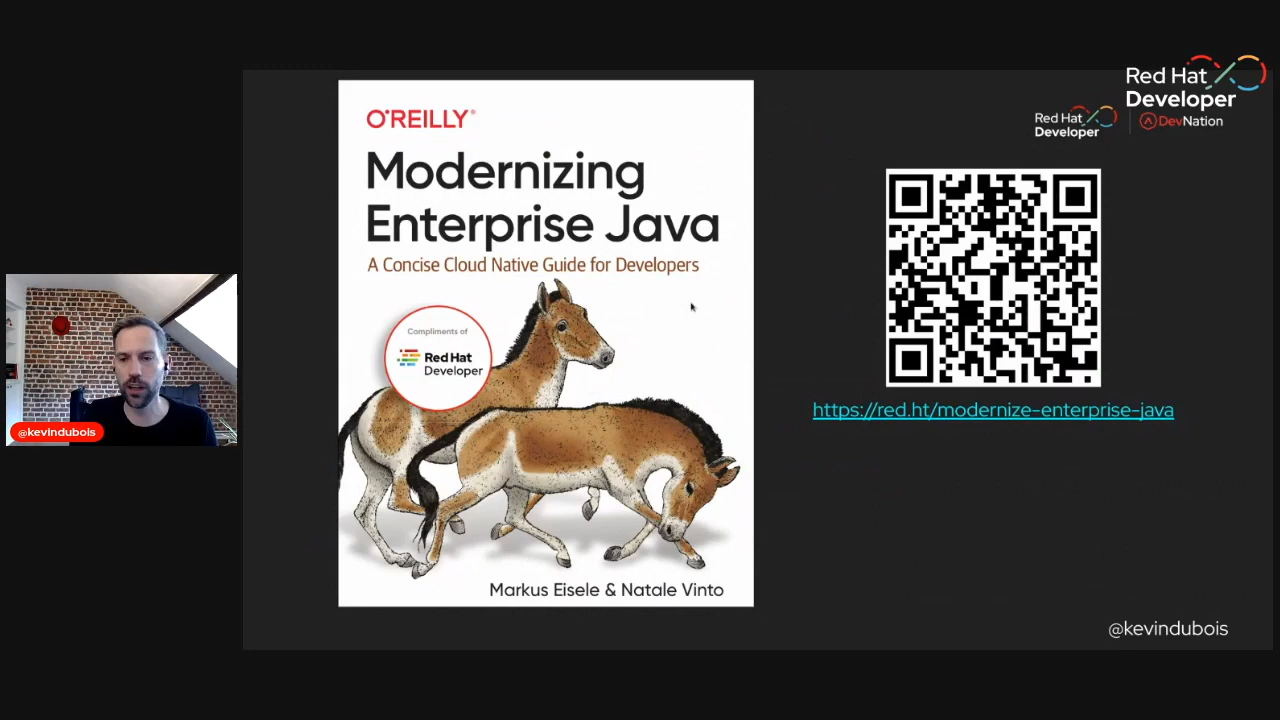 Red Hat
Developer
Red Hat
Developer
DevNation
O'REILLY®
Modernizing
Enterprise Java
A Concise Cloud Native Guide for Developers
Compliments of
Red Hat
Developer
Markus Eisele & Natale Vinto
https://red.ht/modernize-enterprise-java
@kevindubois
@kevindubois